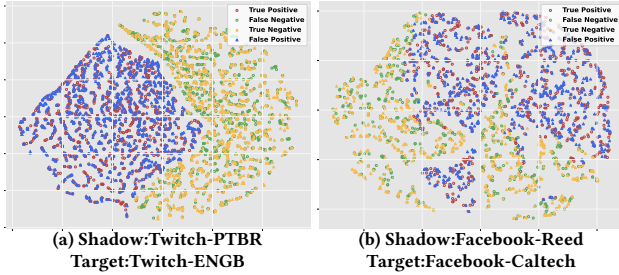 True Positive
False Negative
True Negative
False Positive
True Positive
False Negative
True Negative
False Positive
(a) Shadow:Twitch-PTBR
Target:Twitch-ENGB
(b) Shadow:Facebook-Reed
Target:Facebook-Caltech